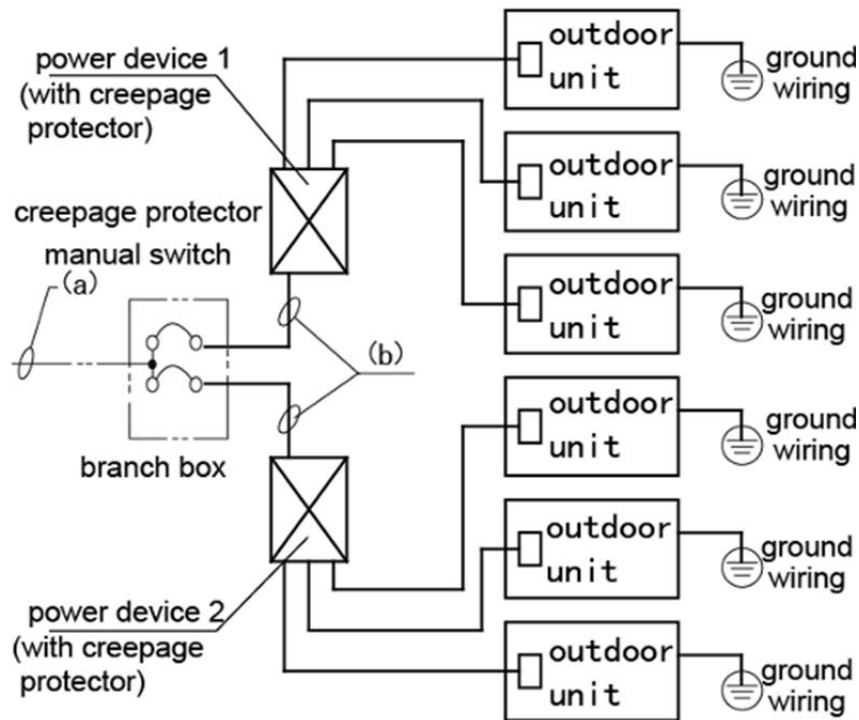 power device 1
(with creepage
protector)
creepage protector
manual switch
(a)
branch box
(b)
power device 2
(with creepage
protector)
outdoor
unit
ground
wiring
outdoor
unit
ground
wiring
outdoor
unit
ground
wiring
outdoor
unit
ground
wiring
outdoor
unit
ground
wiring
outdoor
unit
ground
wiring